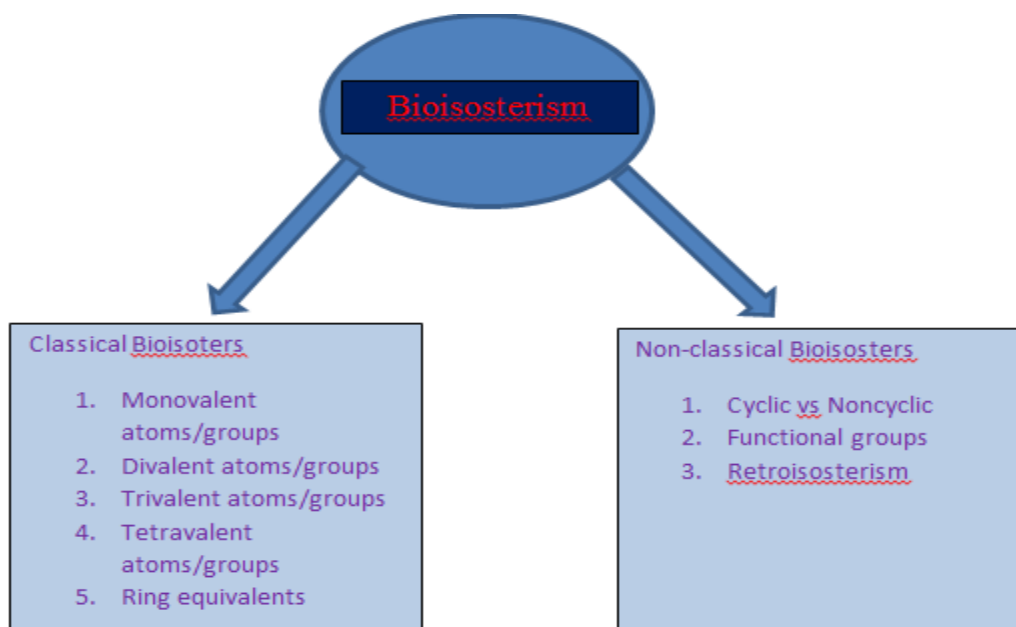 Bioisosterism
Classical Bioisoters
1. Monovalent
atoms/groups
2. Divalent atoms/groups
3. Trivalent atoms/groups
4. Tetravalent
atoms/groups
5. Ring equivalents
Non-classical Bioisosters
1. Cyclic vs Noncyclic
2. Functional groups
3. Retroisosterism